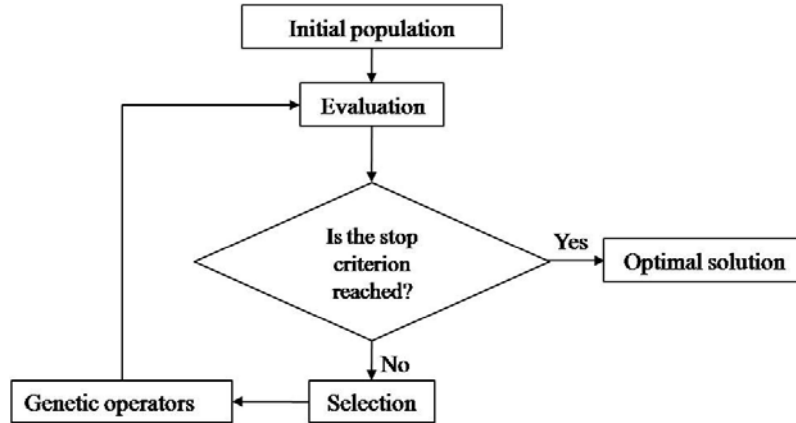 Initial population
Evaluation
Is the stop
criterion
reached?
Yes
Optimal solution
No
Genetic operators
Selection